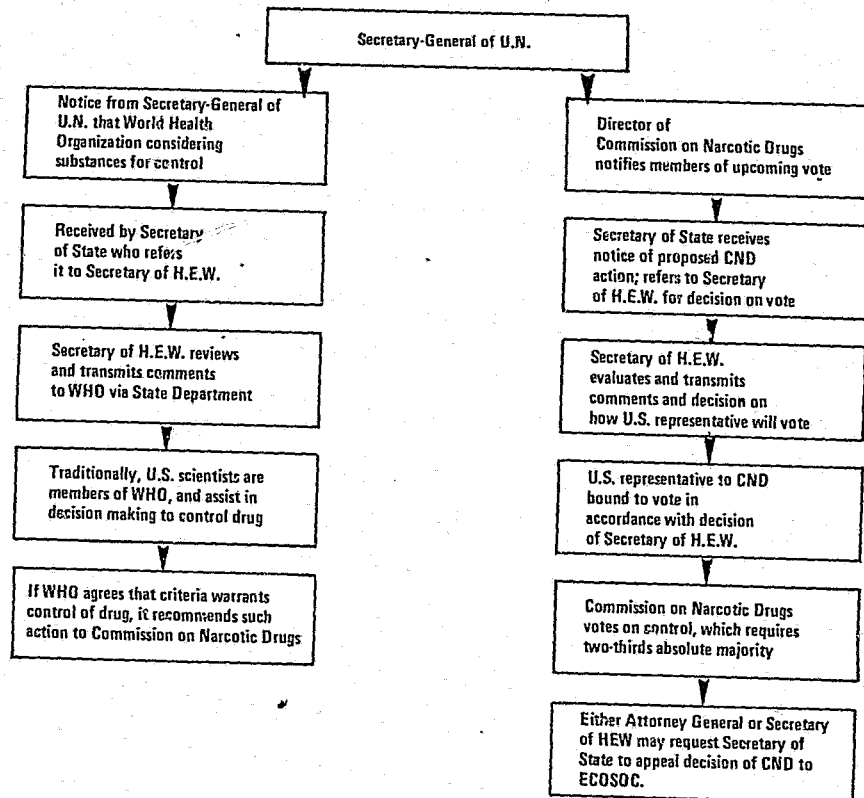 Secretary-General of U.N.
Notice from Secretary-General of
U.N. that World Health
Organization considering
substances for control
Received by Secretary
of State who refers
it to Secretary of H.E.W.
Secretary of H.E.W. reviews
and transmits comments
to WHO via State Department
Traditionally, U.S. scientists are
members of WHO, and assist in
decision making to control drug
If WHO agrees that criteria warrants
control of drug, it recommends such
action to Commission on Narcotic Drugs
Director of
Commission on Narcotic Drugs
notifies members of upcoming vote
Secretary of State receives
notice of proposed CND
action; refers to Secretary
of H.E.W. for decision on vote
Secretary of H.E.W.
evaluates and transmits
comments and decision on
how U.S. representative will vote
U.S. representative to CND
bound to vote in
accordance with decision
of Secretary of H.E.W.
Commission on Narcotic Drugs
votes on control, which requires
two-thirds absolute majority
Either Attorney General or Secretary
of HEW may request Secretary of
State to appeal decision of CND to
ECOSOC.